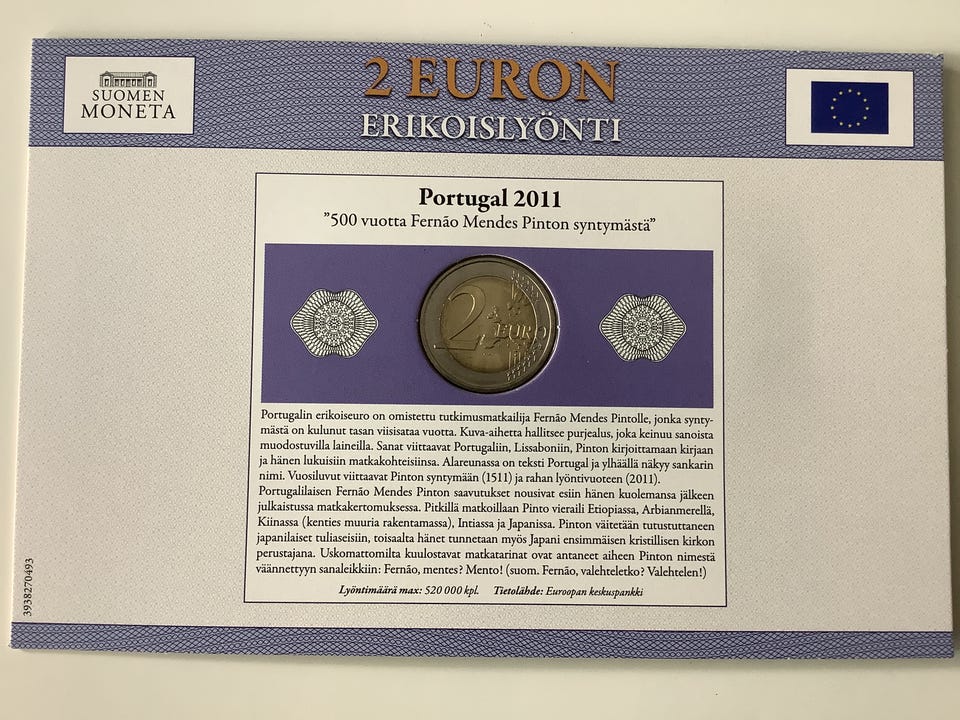 SUOMEN
MONETA
2 EURON
ERIKOISLYÖNTI
Portugal 2011
”500 vuotta Fernão Mendes Pinton syntymästä”
2 EURO
Portugalin erikoiseuro on omistettu tutkimusmatkailija Fernão Mendes Pintolle, jonka synty-
mästä on kulunut tasan viisisataa vuotta. Kuva-aihetta hallitsee purjealus, joka keinuu sanoista
muodostuvilla laineilla. Sanat viittaavat Portugaliin, Lissaboniin, Pinton kirjoittamaan kirjaan
ja hänen lukuisiin matkakohteisiinsa. Alareunassa on teksti Portugal ja ylhäällä näkyy sankarin
nimi. Vuosiluvut viittaavat Pinton syntymään (1511) ja rahan lyöntivuoteen (2011).
Portugalilaisen Fernão Mendes Pinton saavutukset nousivat esiin hänen kuolemansa jälkeen
julkaistussa matkakertomuksessa. Pitkillä matkoillaan Pinto vieraili Etiopiassa, Arbianmerellä,
Kiinassa (kenties muuria rakentamassa), Intiassa ja Japanissa. Pinton väitetään tutustuttaneen
japanilaiset tuliaseisiin, toisaalta hänet tunnetaan myös Japani ensimmäisen kristillisen kirkon
perustajana. Uskomattomilta kuulostavat matkatarinat ovat antaneet aiheen Pinton nimestä
väännettyyn sanaleikkiin: Fernão, mentes? Mento! (suom. Fernão, valehteletko? Valehtelen!)
Lyöntimäärä max: 520 000 kpl. Tietolähde: Euroopan keskuspankki
3938270493